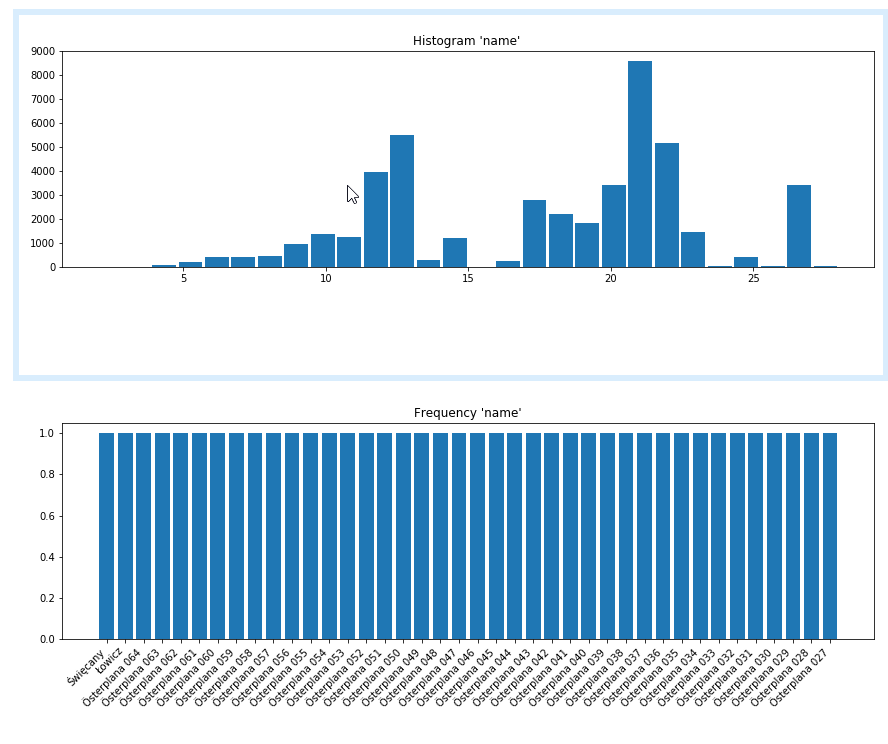 Histogram 'name'
9000
8000
7000
6000
5000
4000
3000
2000
1000
0
5 10 15 20 25
Frequency 'name'
1.0
0.8
0.6
0.4
0.2
0.0
Święcany
Łowicz
Österplana 064
Österplana 063
Österplana 062
Österplana 061
Österplana 060
Österplana 059
Österplana 058
Österplana 057
Österplana 056
Österplana 055
Österplana 054
Österplana 053
Österplana 052
Österplana 051
Österplana 050
Österplana 049
Österplana 048
Österplana 047
Österplana 046
Österplana 045
Österplana 044
Österplana 043
Österplana 042
Österplana 041
Österplana 040
Österplana 039
Österplana 038
Österplana 037
Österplana 036
Österplana 035
Österplana 034
Österplana 033
Österplana 032
Österplana 031
Österplana 030
Österplana 029
Österplana 028
Österplana 027